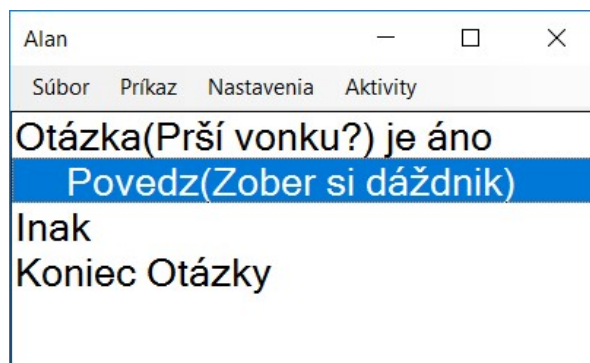 Alan
Súbor Príkaz Nastavenia Aktivity
Otázka(Prší vonku?) je áno
Povedz(Zober si dáždnik)
Inak
Koniec Otázky